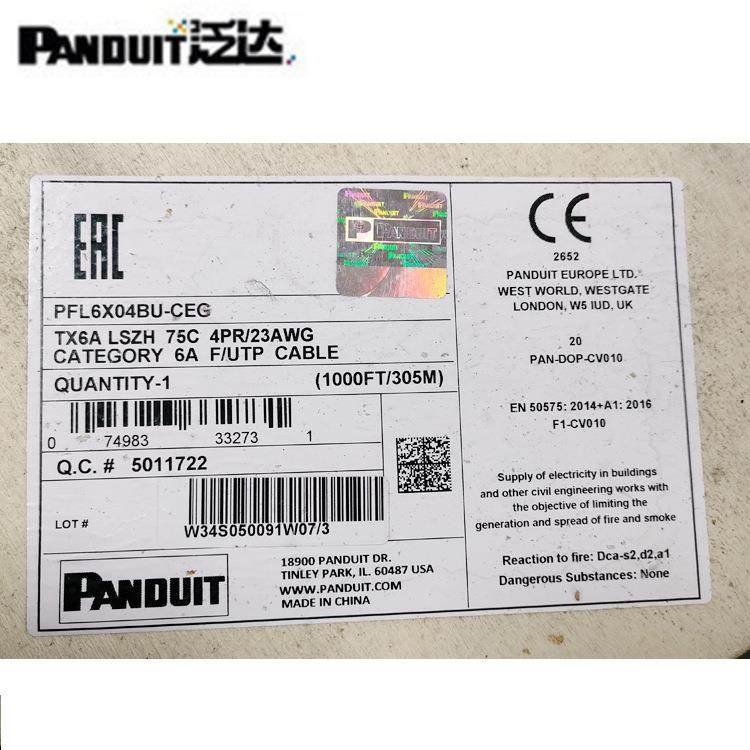 PANDUIT泛达
EAC
PANDUIT
PFL6X04BU-CEG
TX6A LSZH 75C 4PR/23AWG
CATEGORY 6A F/UTP CABLE
QUANTITY-1 (1000FT/305M)
0 74983 33273 1
Q.C. # 5011722
LOT #
W34S050091W07/3
PANDUIT
18900 PANDUIT DR.
TINLEY PARK, IL. 60487 USA
WWW.PANDUIT.COM
MADE IN CHINA
CE
2652
PANDUIT EUROPE LTD.
WEST WORLD, WESTGATE
LONDON, W5 IUD, UK
20
PAN-DOP-CV010
EN 50575: 2014+A1: 2016
F1-CV010
Supply of electricity in buildings
and other civil engineering works with
the objective of limiting the
generation and spread of fire and smoke
Reaction to fire: Dca-s2,d2,a1
Dangerous Substances: None